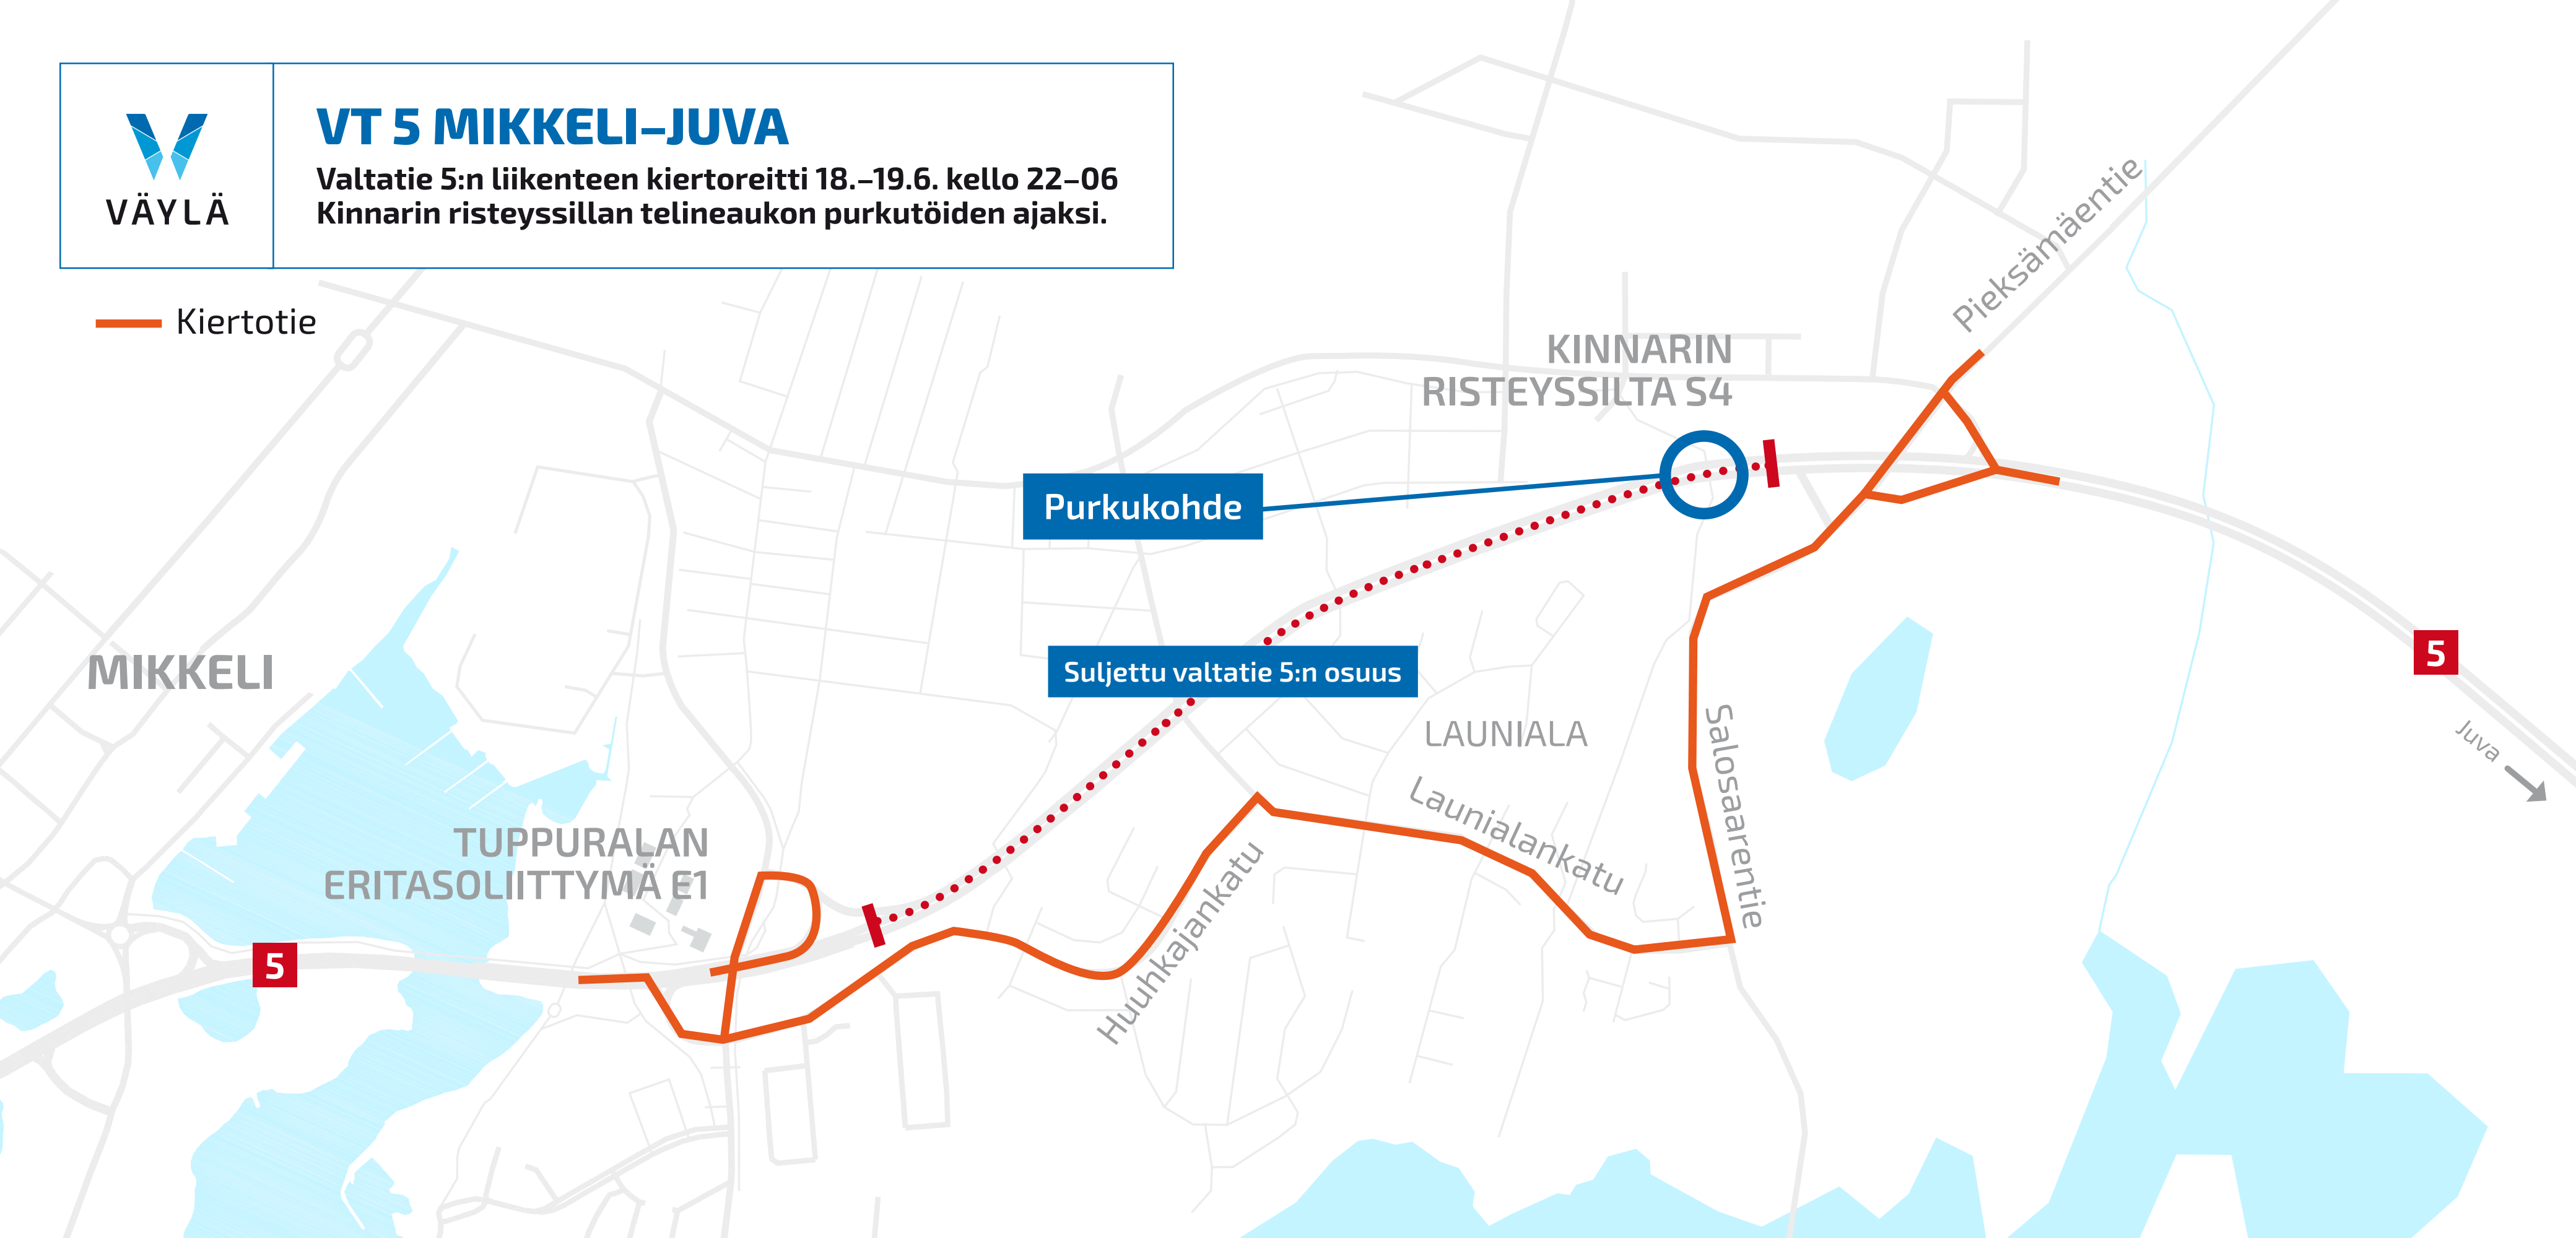 VÄYLÄ
VT 5 MIKKELI–JUVA
Valtatie 5:n liikenteen kiertoreitti 18.–19.6. kello 22–06
Kinnarin risteyssillan telineaukon purkutöiden ajaksi.
Kiertotie
Pieksämäentie
KINNARIN
RISTEYSSILTA S4
Purkukohde
Suljettu valtatie 5:n osuus
MIKKELI
5
Juva
LAUNIALA
Launialankatu
Salosaarentie
TUPPURALAN
ERITASOLIITTYMÄ E1
Huuhkajankatu
5